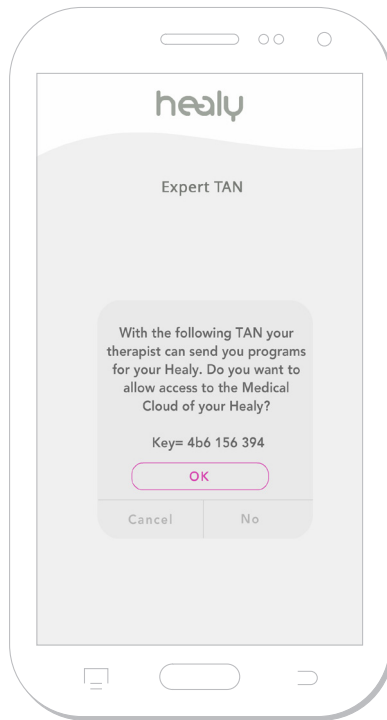 healy
Expert TAN
With the following TAN your
therapist can send you programs
for your Healy. Do you want to
allow access to the Medical
Cloud of your Healy?
Key= 4b6 156 394
OK
Cancel No